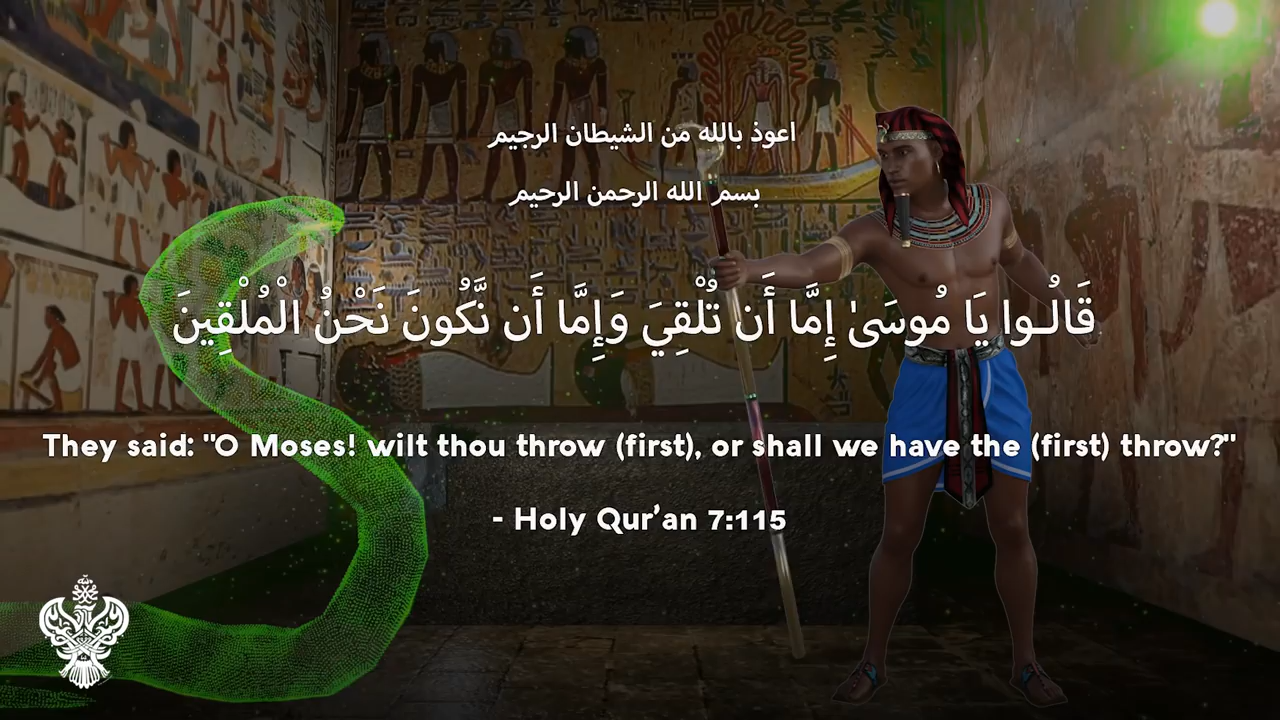 اعوذ بالله من الشيطان الرجيم
بسم الله الرحمن الرحيم
قَالُـوا يَا مُوسَىٰ إِمَّا أَن تُلْقِيَ وَإِمَّا أَن نَّكُونَ نَحْنُ الْمُلْقِينَ
They said: "O Moses! wilt thou throw (first), or shall we have the (first) throw?"
- Holy Qur'an 7:115